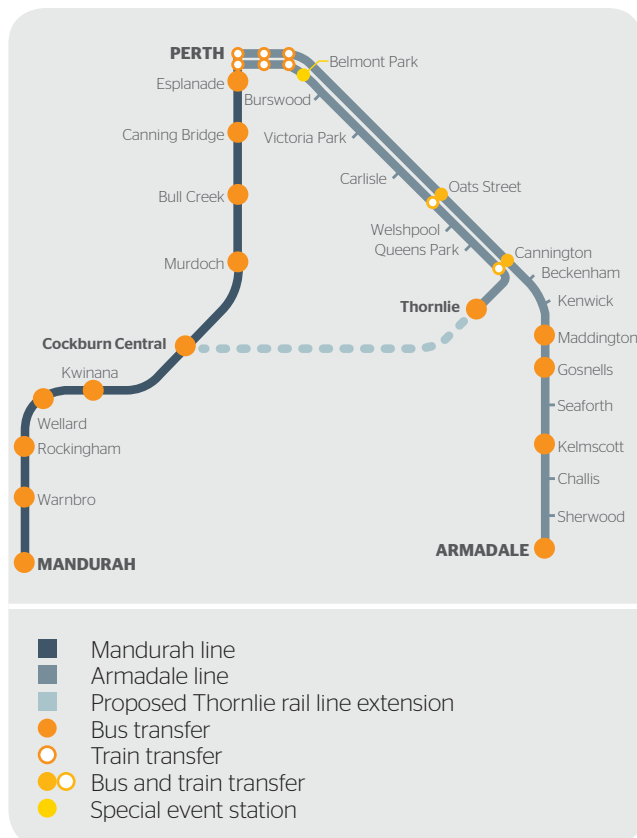 PERTH
Belmont Park
Esplanade
Burswood
Canning Bridge
Victoria Park
Carlisle
Oats Street
Bull Creek
Welshpool
Queens Park
Cannington
Murdoch
Beckenham
Thornlie
Kenwick
Cockburn Central
Maddington
Kwinana
Gosnells
Wellard
Seaforth
Rockingham
Kelmscott
Challis
Warnbro
Sherwood
ARMADALE
MANDURAH
Mandurah line
Armadale line
Proposed Thornlie rail line extension
Bus transfer
Train transfer
Bus and train transfer
Special event station